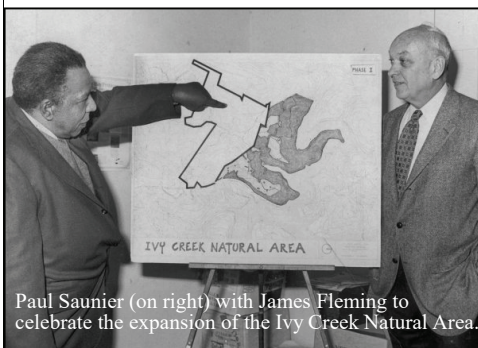 PHASE I
IVY CREEK NATURAL AREA
Paul Saunier (on right) with James Fleming to
celebrate the expansion of the Ivy Creek Natural Area.